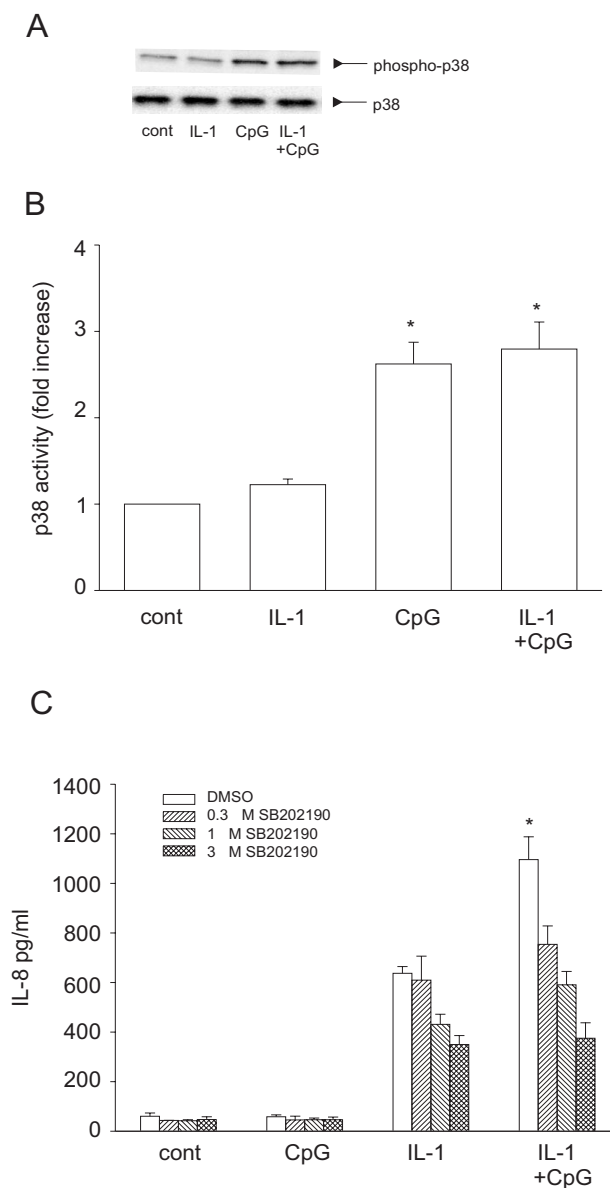 A
phospho-p38
p38
cont IL-1 CpG IL-1
+CpG
B
p38 activity (fold increase)
4
3
2
1
0
* *
cont IL-1 CpG IL-1
+CpG
C
IL-8 pg/ml
1400
1200
1000
800
600
400
200
0
DMSO
0.3 M SB202190
1 M SB202190
3 M SB202190
*
cont CpG IL-1 IL-1
+CpG